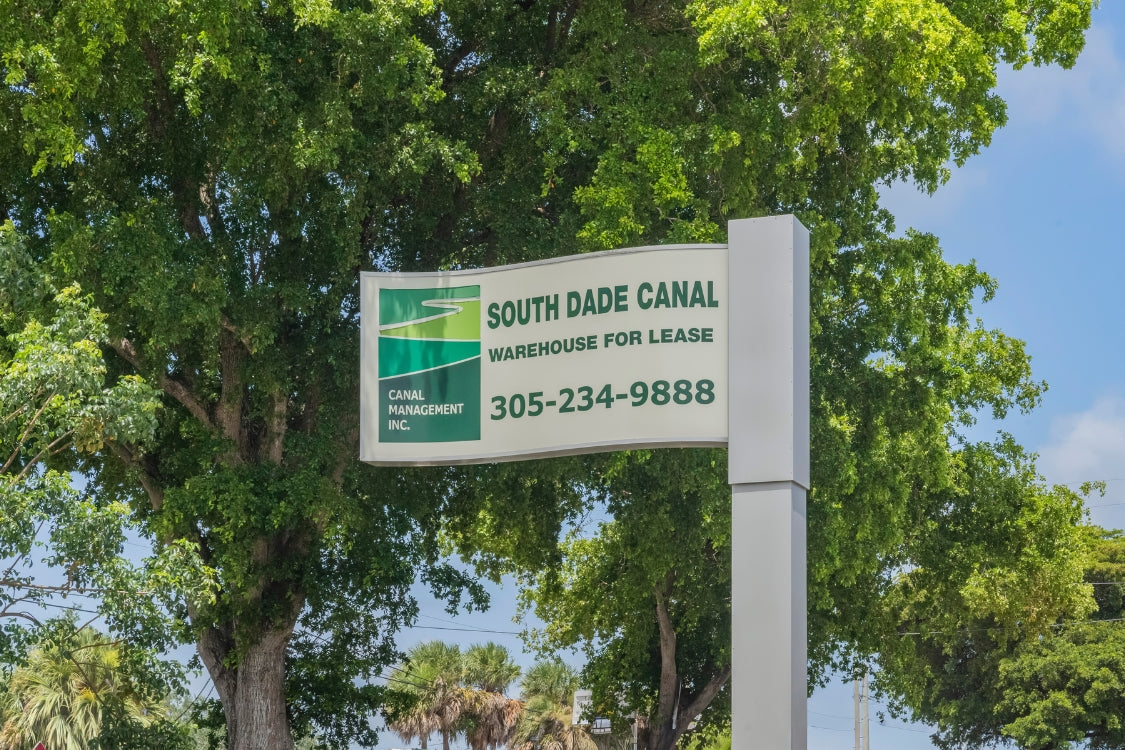 SOUTH DADE CANAL
WAREHOUSE FOR LEASE
305-234-9888
CANAL
MANAGEMENT
INC.